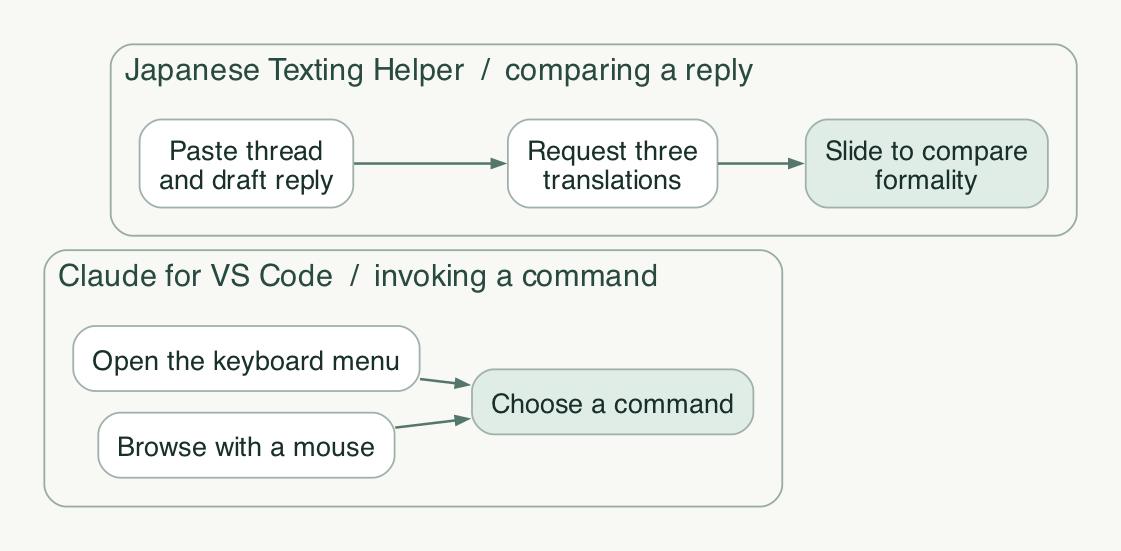 Japanese Texting Helper / comparing a reply
Paste thread
and draft reply
Request three
translations
Slide to compare
formality
Claude for VS Code / invoking a command
Open the keyboard menu
Browse with a mouse
Choose a command